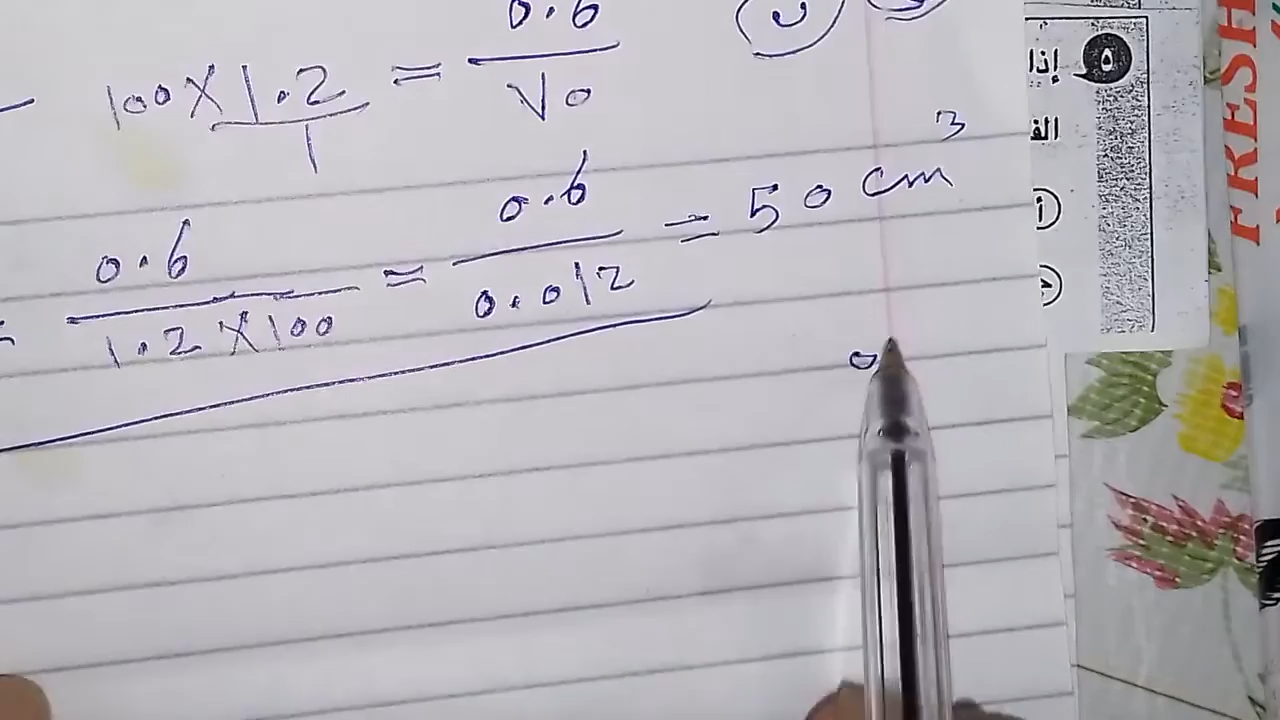 0.6
100 × 1.2 / 1 = 0.6 / V0
= 0.6 / 1.2 × 100 = 0.6 / 0.012 = 50 cm³
٥ إذا
الف
أ
FRESH